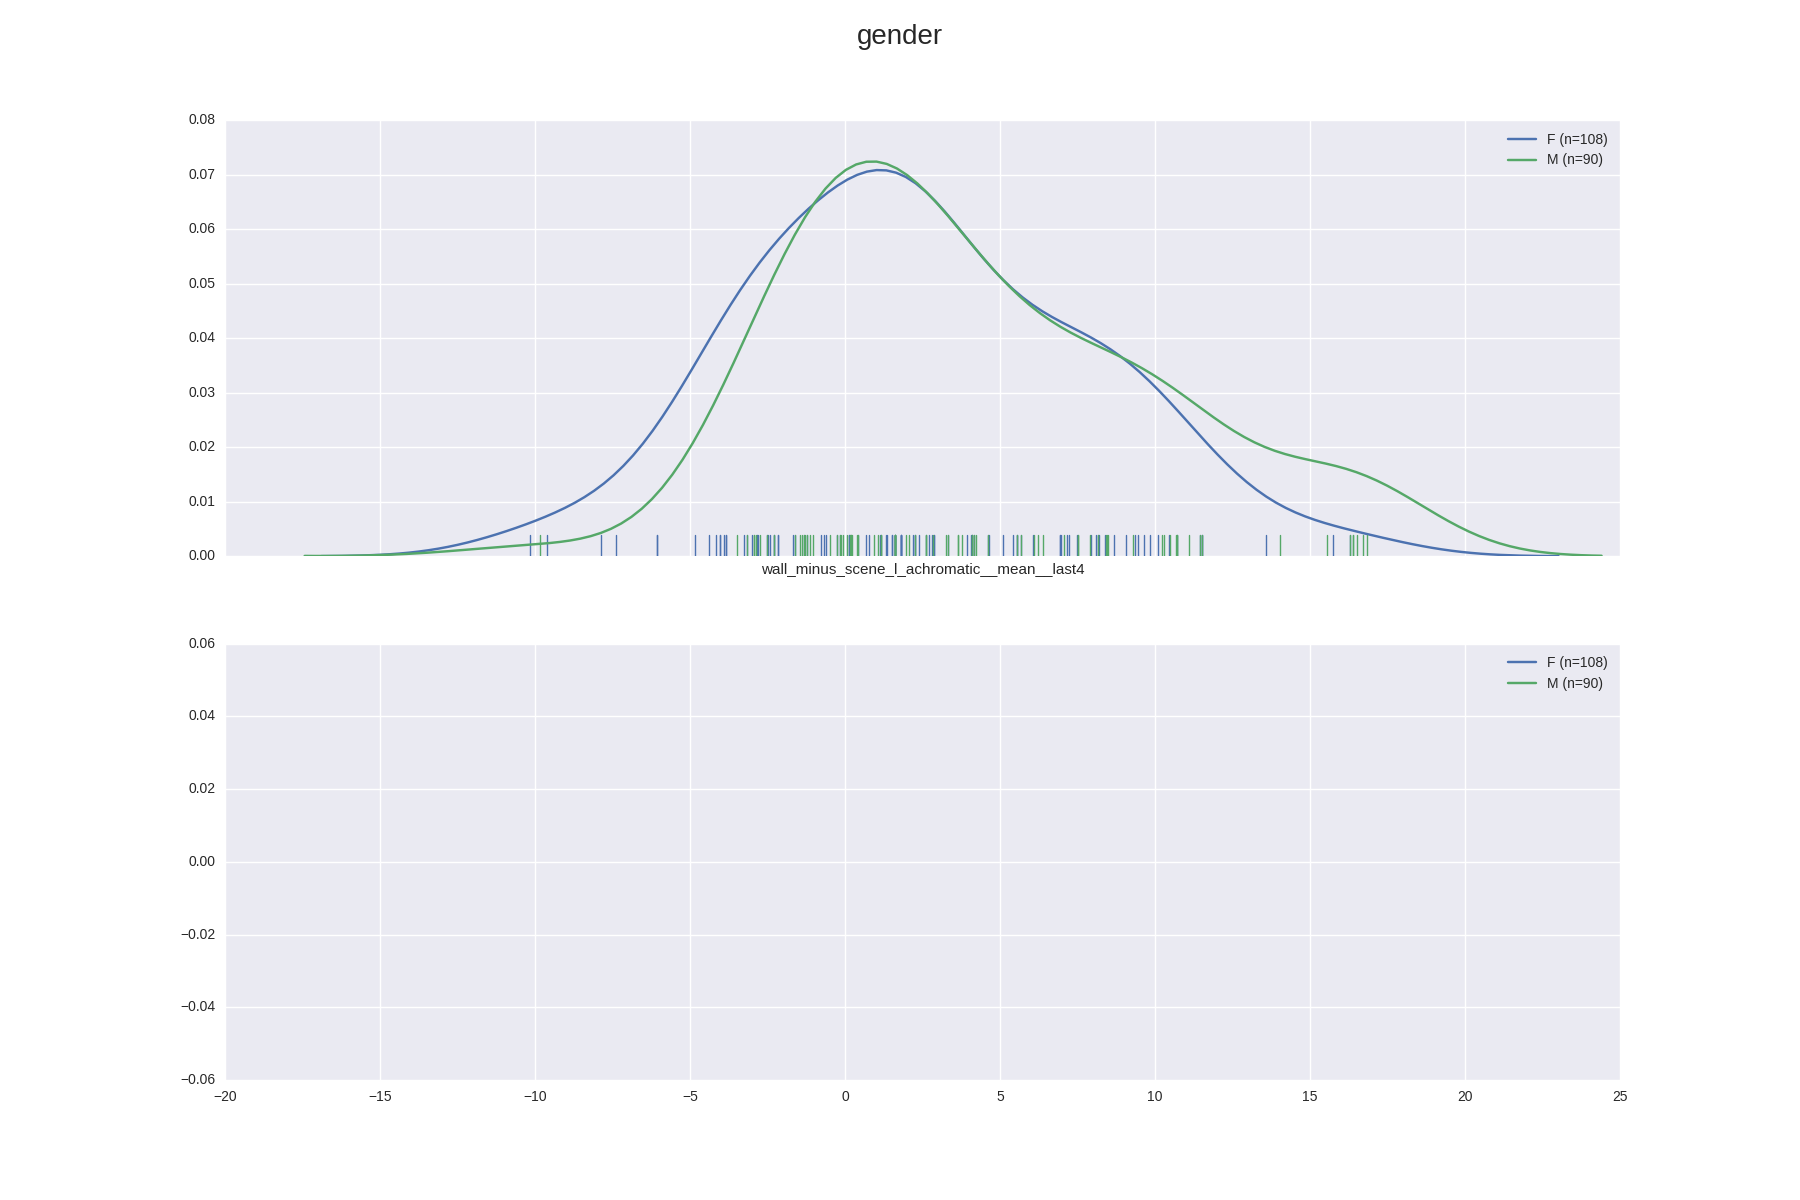 gender
0.08
0.07
0.06
0.05
0.04
0.03
0.02
0.01
0.00
F (n=108)
M (n=90)
wall_minus_scene_l_achromatic__mean__last4
0.06
0.04
0.02
0.00
−0.02
−0.04
−0.06
F (n=108)
M (n=90)
−20 −15 −10 −5 0 5 10 15 20 25